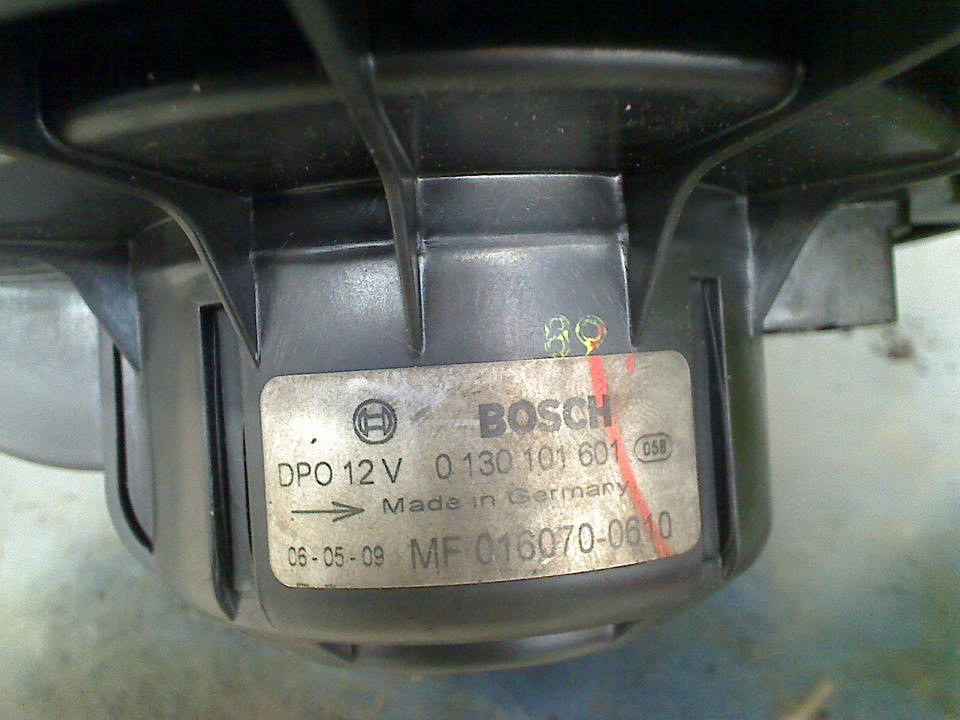 89
BOSCH
DPO 12 V 0 130 101 601 058
Made in Germany
06-05-09 MF 016070-0610